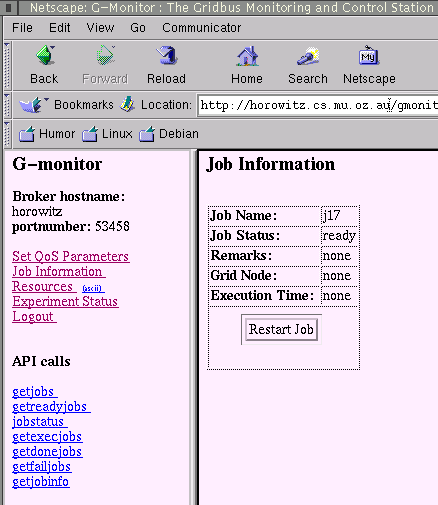 Netscape: G-Monitor : The Gridbus Monitoring and Control Station
File Edit View Go Communicator
Back Forward Reload Home Search Netscape
Bookmarks Location: http://horowitz.cs.mu.oz.au/gmonit
Humor Linux Debian
G-monitor
Broker hostname:
horowitz
portnumber: 53458
Set QoS Parameters
Job Information
Resources (ascii)
Experiment Status
Logout
API calls
getjobs
getreadyjobs
jobstatus
getexecjobs
getdonejobs
getfailjobs
getjobinfo
Job Information
Job Name: j17
Job Status: ready
Remarks: none
Grid Node: none
Execution Time: none
Restart Job